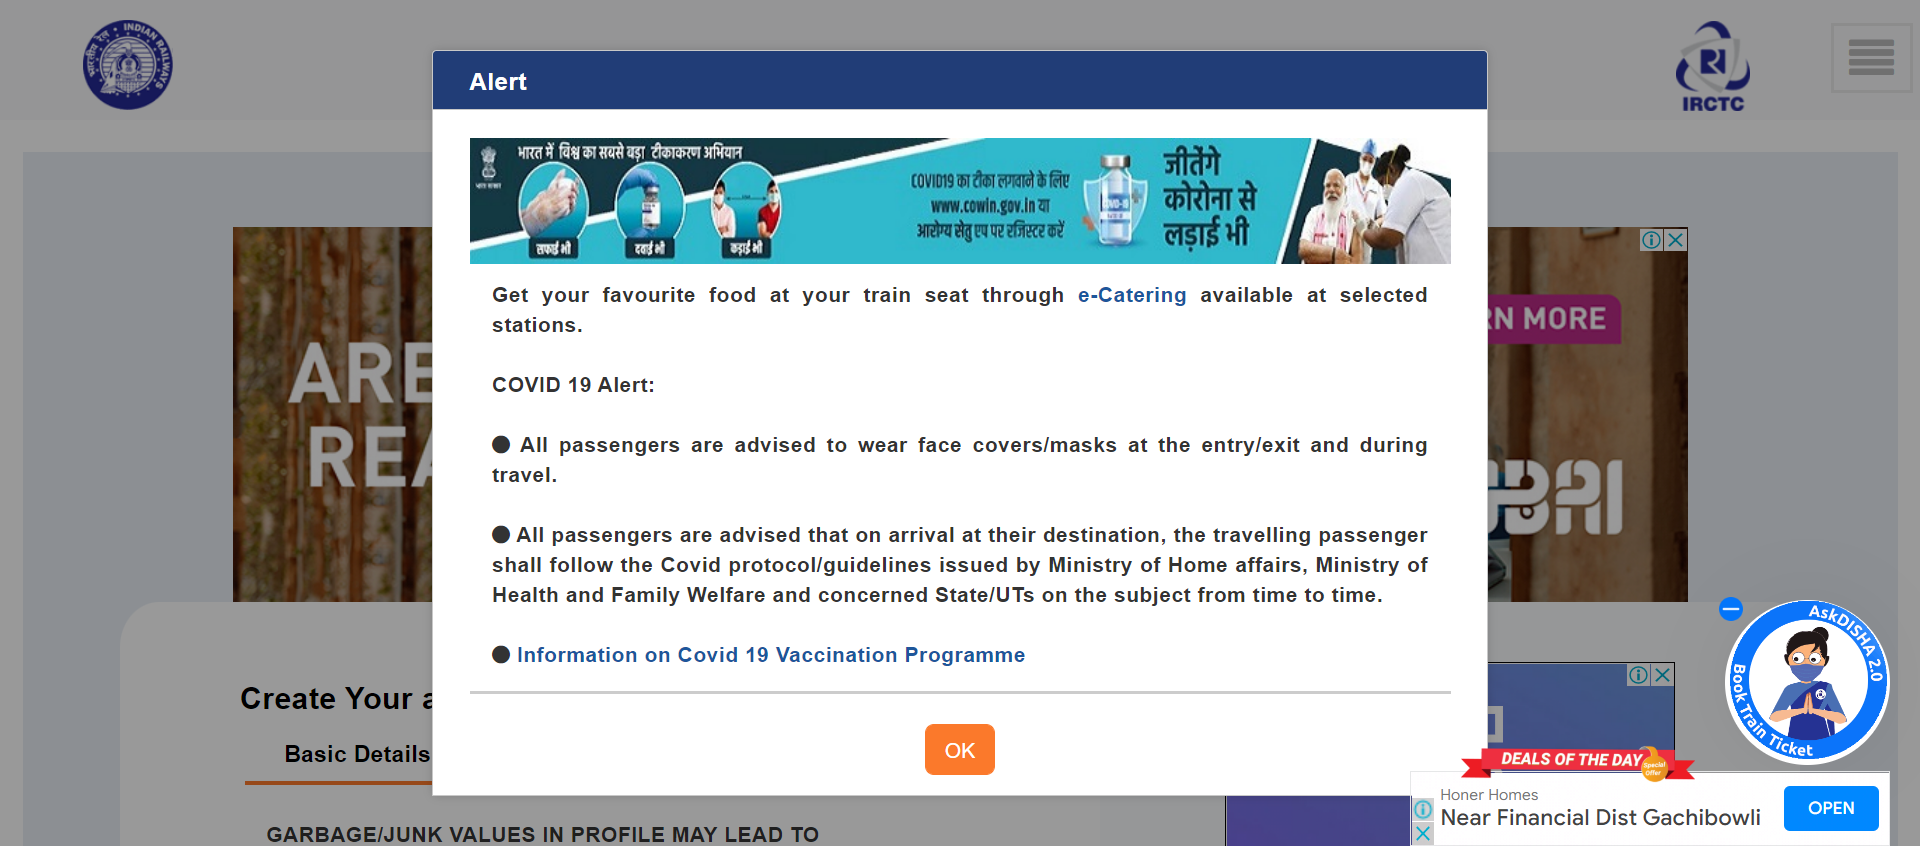 भारतीय रेल INDIAN RAILWAYS
IRCTC
Alert
भारत में विश्व का सबसे बड़ा टीकाकरण अभियान
भारत सरकार
सफाई भी
दवाई भी
कड़ाई भी
COVID19 का टीका लगवाने के लिए
www.cowin.gov.in या
आरोग्य सेतु एप पर रजिस्टर करें
जीतेंगे
कोरोना से
लड़ाई भी
Get your favourite food at your train seat through e-Catering available at selected
stations.
COVID 19 Alert:
● All passengers are advised to wear face covers/masks at the entry/exit and during
travel.
● All passengers are advised that on arrival at their destination, the travelling passenger
shall follow the Covid protocol/guidelines issued by Ministry of Home affairs, Ministry of
Health and Family Welfare and concerned State/UTs on the subject from time to time.
● Information on Covid 19 Vaccination Programme
OK
ARE
REA
RN MORE
Create Your a
Basic Details
GARBAGE/JUNK VALUES IN PROFILE MAY LEAD TO
AskDISHA 2.0
Book Train Ticket
DEALS OF THE DAY
Special
Offer
Honer Homes
Near Financial Dist Gachibowli
OPEN